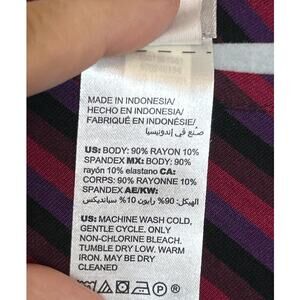 MADE IN INDONESIA/
HECHO EN INDONESIA/
FABRIQUÉ EN INDONÉSIE/
صنع في إندونيسيا
US: BODY: 90% RAYON 10%
SPANDEX MX: BODY: 90%
rayón 10% elastano CA:
CORPS: 90% RAYONNE 10%
SPANDEX AE/KW:
الهيكل: 90% رايون 10% سباندیکس
US: MACHINE WASH COLD,
GENTLE CYCLE. ONLY
NON-CHLORINE BLEACH.
TUMBLE DRY LOW. WARM
IRON. MAY BE DRY
CLEANED